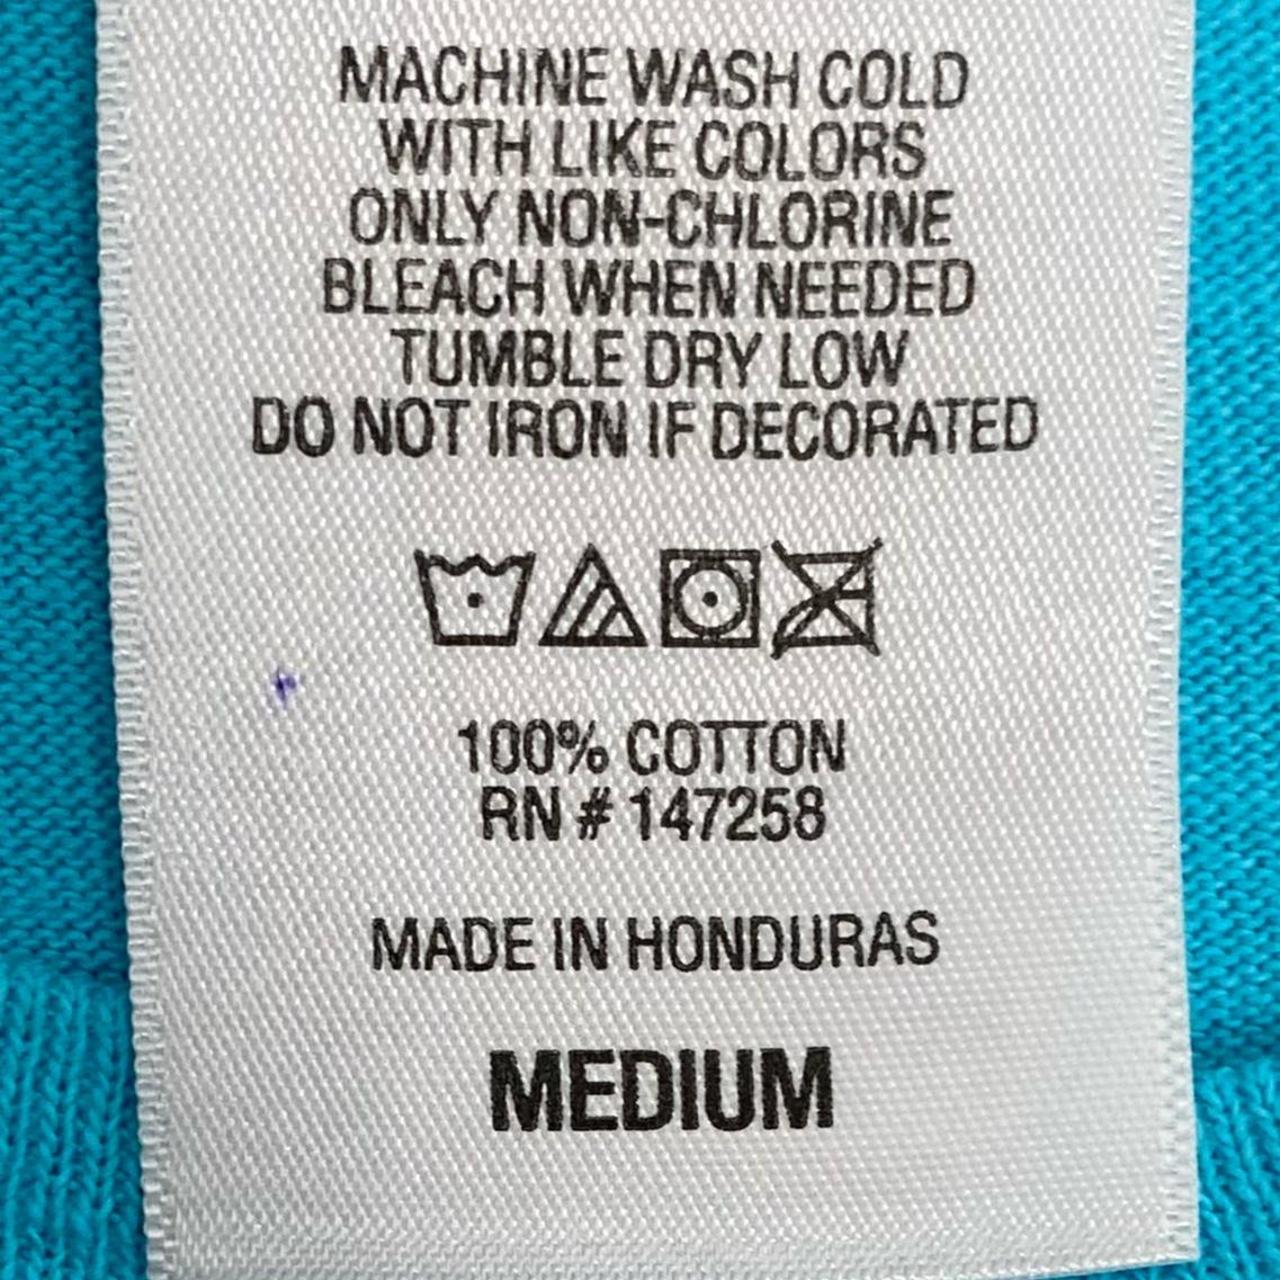 MACHINE WASH COLD
WITH LIKE COLORS
ONLY NON-CHLORINE
BLEACH WHEN NEEDED
TUMBLE DRY LOW
DO NOT IRON IF DECORATED
100% COTTON
RN # 147258
MADE IN HONDURAS
MEDIUM